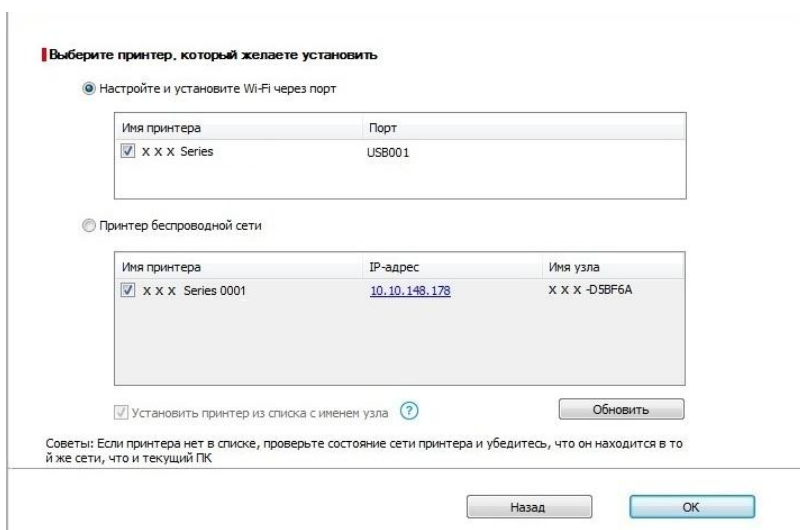 Выберите принтер, который желаете установить
Настройте и установите Wi-Fi через порт
Имя принтера Порт
X X X Series USB001
Принтер беспроводной сети
Имя принтера IP-адрес Имя узла
X X X Series 0001 10.10.148.178 X X X -D5BF6A
Установить принтер из списка с именем узла ?
Обновить
Советы: Если принтера нет в списке, проверьте состояние сети принтера и убедитесь, что он находится в то
й же сети, что и текущий ПК
Назад OK